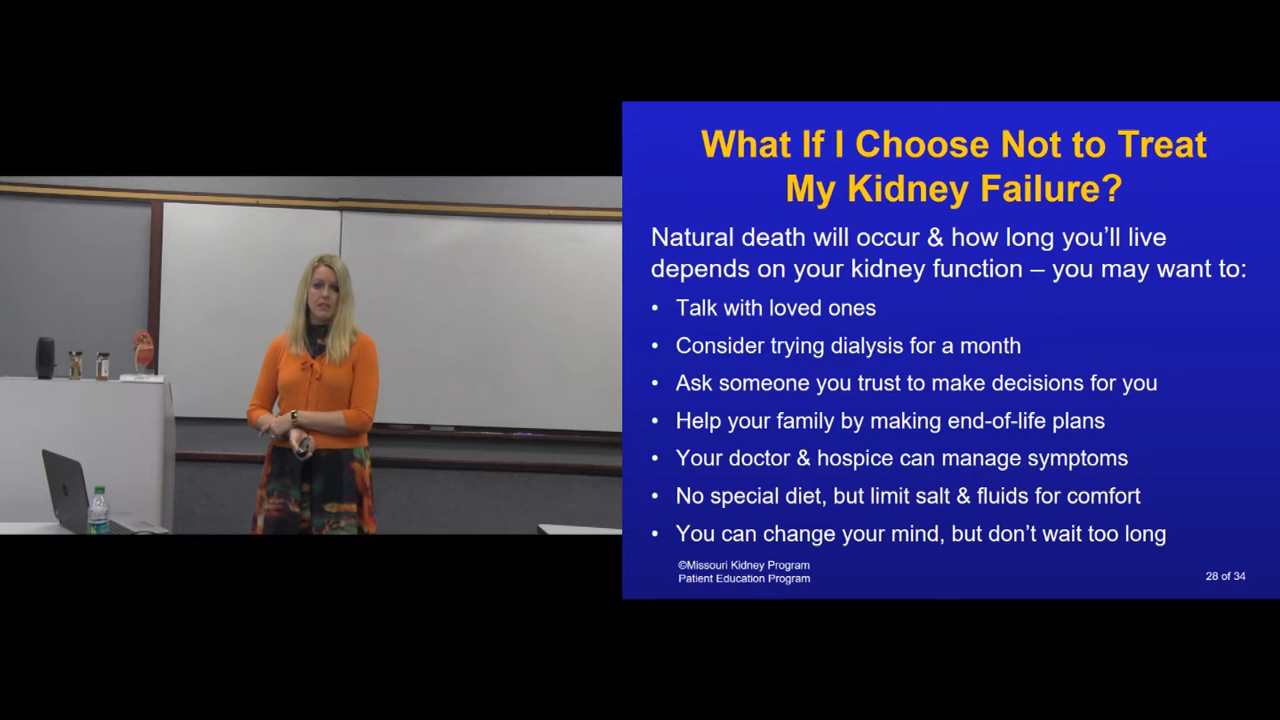 What If I Choose Not to Treat
My Kidney Failure?
Natural death will occur & how long you’ll live
depends on your kidney function – you may want to:
• Talk with loved ones
• Consider trying dialysis for a month
• Ask someone you trust to make decisions for you
• Help your family by making end-of-life plans
• Your doctor & hospice can manage symptoms
• No special diet, but limit salt & fluids for comfort
• You can change your mind, but don’t wait too long
©Missouri Kidney Program
Patient Education Program
28 of 34